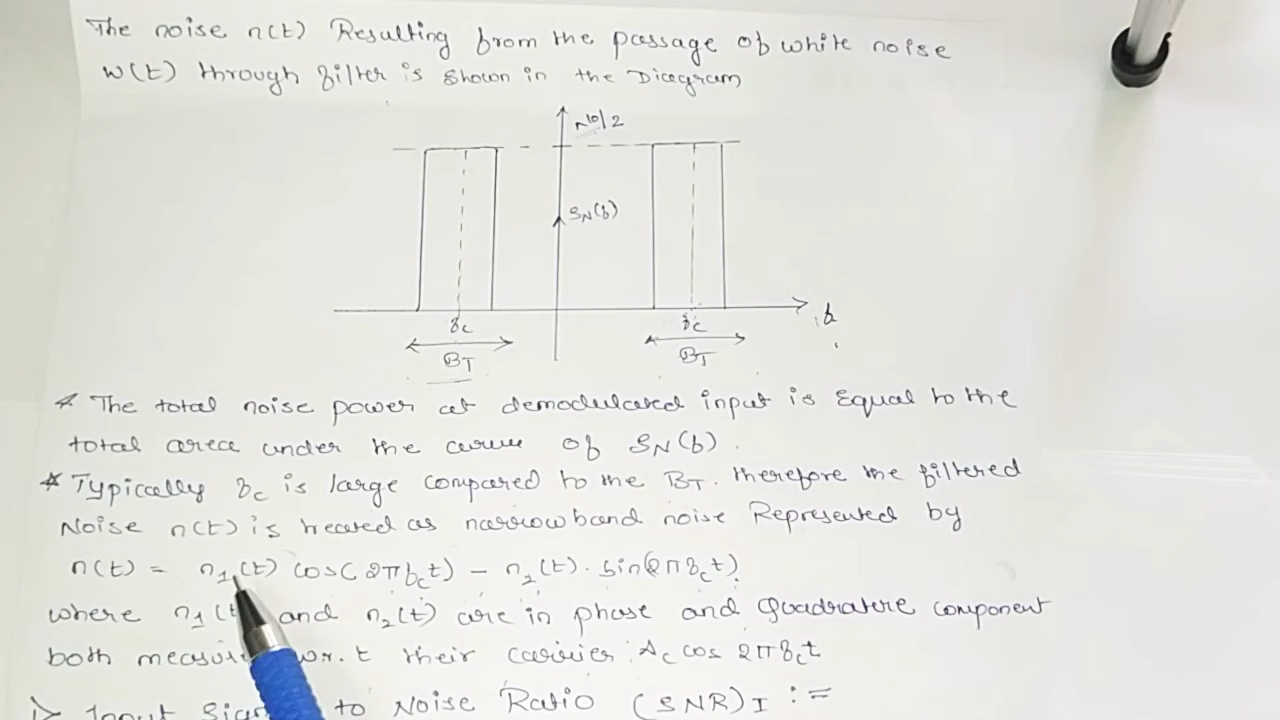 The noise n(t) Resulting from the passage of white noise
w(t) through filter is shown in the Diagram
N0/2
SN(f)
fc
fc
f
BT
BT
* The total noise power at demodulated input is Equal to the
total area under the curve of SN(f).
* Typically fc is large compared to the BT. therefore the filtered
Noise n(t) is treated as narrowband noise Represented by
n(t) = n1(t) cos(2πfct) - n2(t). sin(2πfct).
where n1(t and n2(t) are in phase and Quadrature component
both w.r.t their carrier Ac cos 2πfct
> Input to Noise Ratio (SNR)I :=